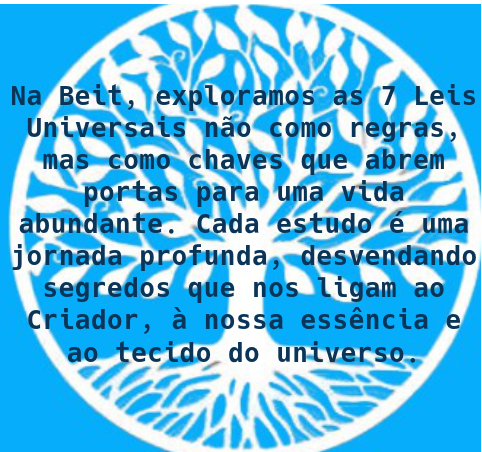 Na Beit, exploramos as 7 Leis
Universais não como regras,
mas como chaves que abrem
portas para uma vida
abundante. Cada estudo é uma
jornada profunda, desvendando
segredos que nos ligam ao
Criador, à nossa essência e
ao tecido do universo.